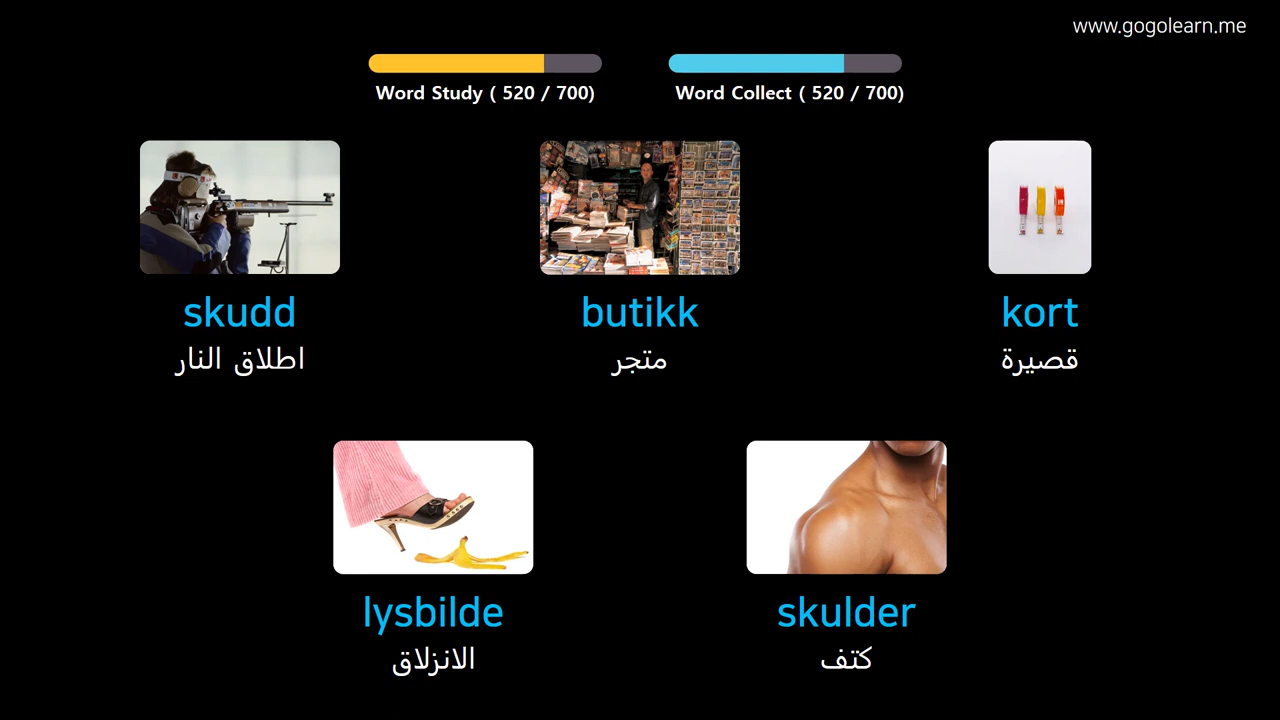 www.gogolearn.me
Word Study ( 520 / 700)
Word Collect ( 520 / 700)
skudd
اطلاق النار
butikk
متجر
kort
قصيرة
lysbilde
الانزلاق
skulder
كتف